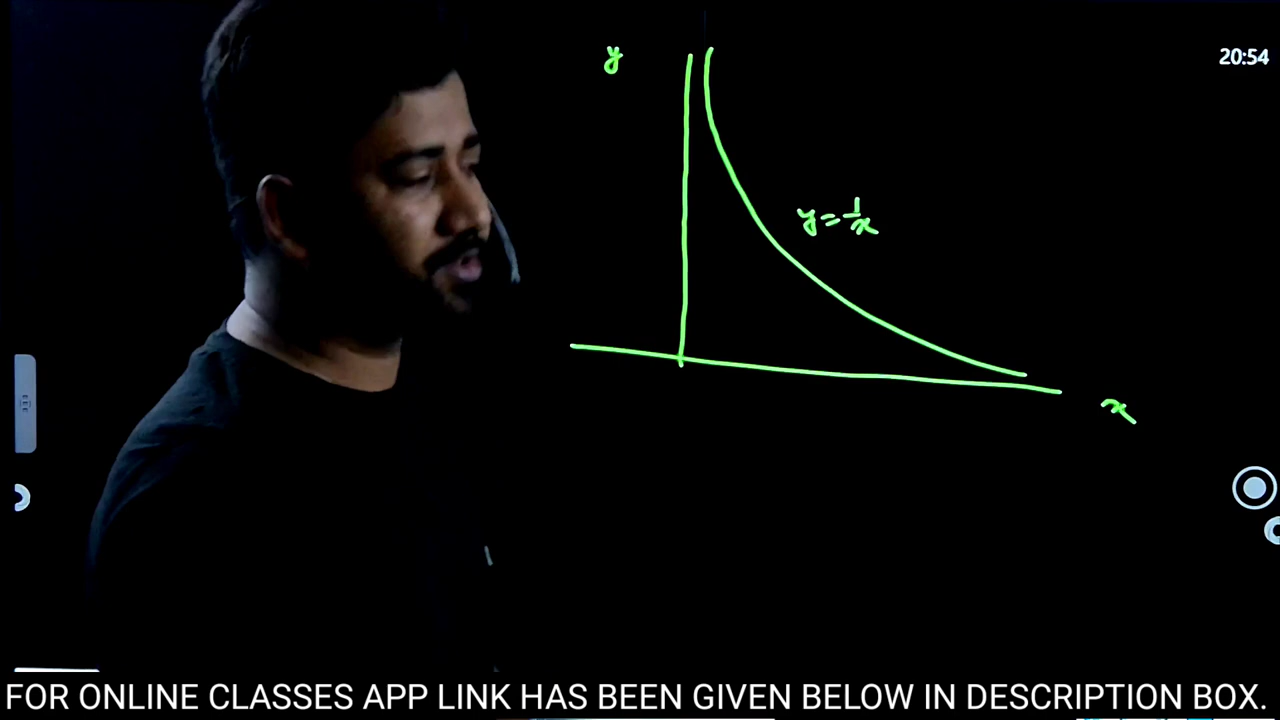 y
20:54
y = 1/x
x
FOR ONLINE CLASSES APP LINK HAS BEEN GIVEN BELOW IN DESCRIPTION BOX.